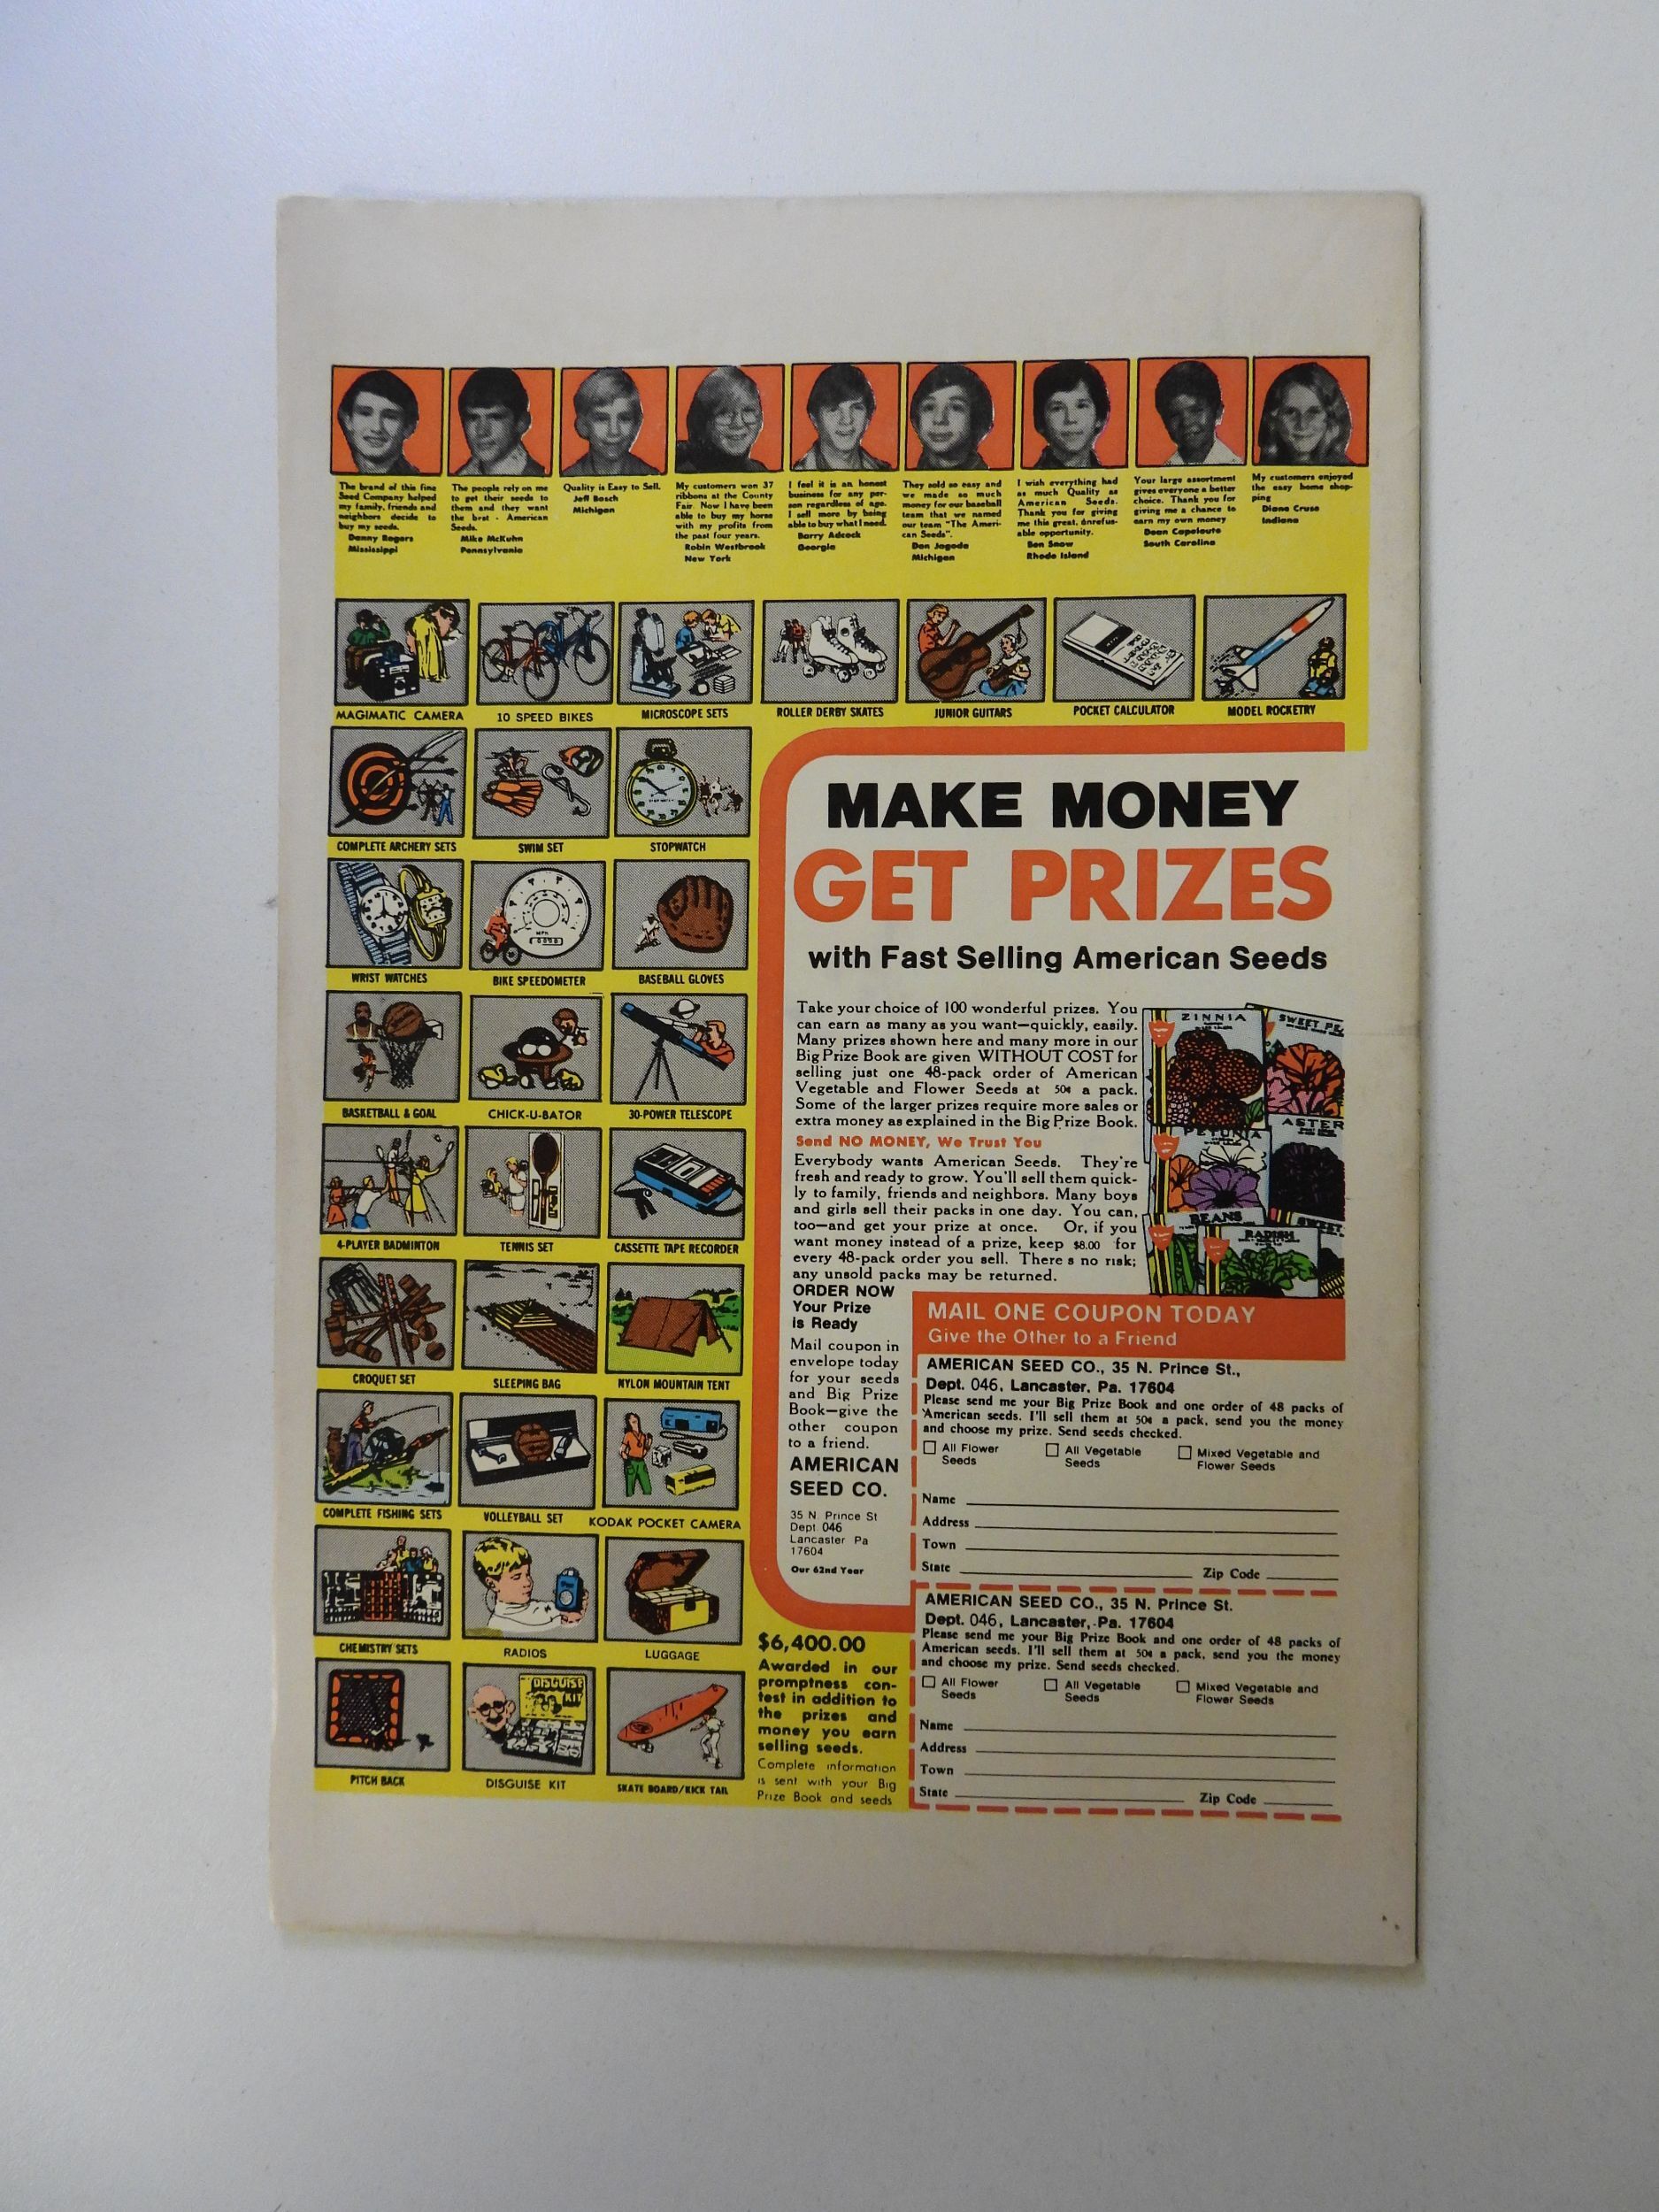 The brand of this fine
Seed Company helped
my family, friends and
neighbors decide to
buy my seeds.
Danny Rogers
Mississippi
The people rely on me
to get their seeds to
them and they want
the best - American
Seeds.
Mike McKuhn
Pennsylvania
Quality is Easy to Sell.
Jeff Bosch
Michigan
My customers won 37
ribbons at the County
Fair. Now I have been
able to buy my horse
with my profits from
the past four years.
Robin Westbrook
New York
I feel it is an honest
business for any per-
son regardless of age.
I sell more by being
able to buy what I need.
Barry Adcock
Georgia
They sold so easy and
we made so much
money for our baseball
team that we named
our team "The Ameri-
can Seeds".
Dan Jagoda
Michigan
I wish everything had
as much Quality as
American Seeds.
Thank you for giving
me this great, unrefus-
able opportunity.
Ben Snow
Rhode Island
Your large assortment
gives everyone a better
choice. Thank you for
giving me a chance to
earn my own money
Dean Capelouto
South Carolina
My customers enjoyed
the easy home shop-
ping
Diane Cruse
Indiana
MAGIMATIC CAMERA
10 SPEED BIKES
MICROSCOPE SETS
ROLLER DERBY SKATES
JUNIOR GUITARS
POCKET CALCULATOR
MODEL ROCKETRY
COMPLETE ARCHERY SETS
SWIM SET
STOPWATCH
WRIST WATCHES
BIKE SPEEDOMETER
BASEBALL GLOVES
BASKETBALL & GOAL
CHICK-U-BATOR
30-POWER TELESCOPE
4-PLAYER BADMINTON
TENNIS SET
CASSETTE TAPE RECORDER
CROQUET SET
SLEEPING BAG
NYLON MOUNTAIN TENT
COMPLETE FISHING SETS
VOLLEYBALL SET
KODAK POCKET CAMERA
CHEMISTRY SETS
RADIOS
LUGGAGE
DISGUISE
KIT
PITCH BACK
DISGUISE KIT
SKATE BOARD/KICK TAIL
MAKE MONEY
GET PRIZES
with Fast Selling American Seeds
Take your choice of 100 wonderful prizes. You
can earn as many as you want—quickly, easily.
Many prizes shown here and many more in our
Big Prize Book are given WITHOUT COST for
selling just one 48-pack order of American
Vegetable and Flower Seeds at 50¢ a pack.
Some of the larger prizes require more sales or
extra money as explained in the Big Prize Book.
Send NO MONEY, We Trust You
Everybody wants American Seeds. They're
fresh and ready to grow. You'll sell them quick-
ly to family, friends and neighbors. Many boys
and girls sell their packs in one day. You can,
too—and get your prize at once. Or, if you
want money instead of a prize, keep $8.00 for
every 48-pack order you sell. There s no risk;
any unsold packs may be returned.
ZINNIA
SWEET PE
PETUNIA
ASTER
BEANS
RADISH
SWEET
ORDER NOW
Your Prize
is Ready
Mail coupon in
envelope today
for your seeds
and Big Prize
Book—give the
other coupon
to a friend.
AMERICAN
SEED CO.
35 N Prince St
Dept 046
Lancaster Pa
17604
Our 62nd Year
$6,400.00
Awarded in our
promptness con-
test in addition to
the prizes and
money you earn
selling seeds.
Complete information
is sent with your Big
Prize Book and seeds
MAIL ONE COUPON TODAY
Give the Other to a Friend
AMERICAN SEED CO., 35 N. Prince St.,
Dept. 046, Lancaster, Pa. 17604
Please send me your Big Prize Book and one order of 48 packs of
American seeds. I'll sell them at 50¢ a pack, send you the money
and choose my prize. Send seeds checked.
☐ All Flower Seeds ☐ All Vegetable Seeds ☐ Mixed Vegetable and Flower Seeds
Name
Address
Town
State Zip Code
AMERICAN SEED CO., 35 N. Prince St.
Dept. 046, Lancaster, Pa. 17604
Please send me your Big Prize Book and one order of 48 packs of
American seeds. I'll sell them at 50¢ a pack, send you the money
and choose my prize. Send seeds checked.
☐ All Flower Seeds ☐ All Vegetable Seeds ☐ Mixed Vegetable and Flower Seeds
Name
Address
Town
State Zip Code